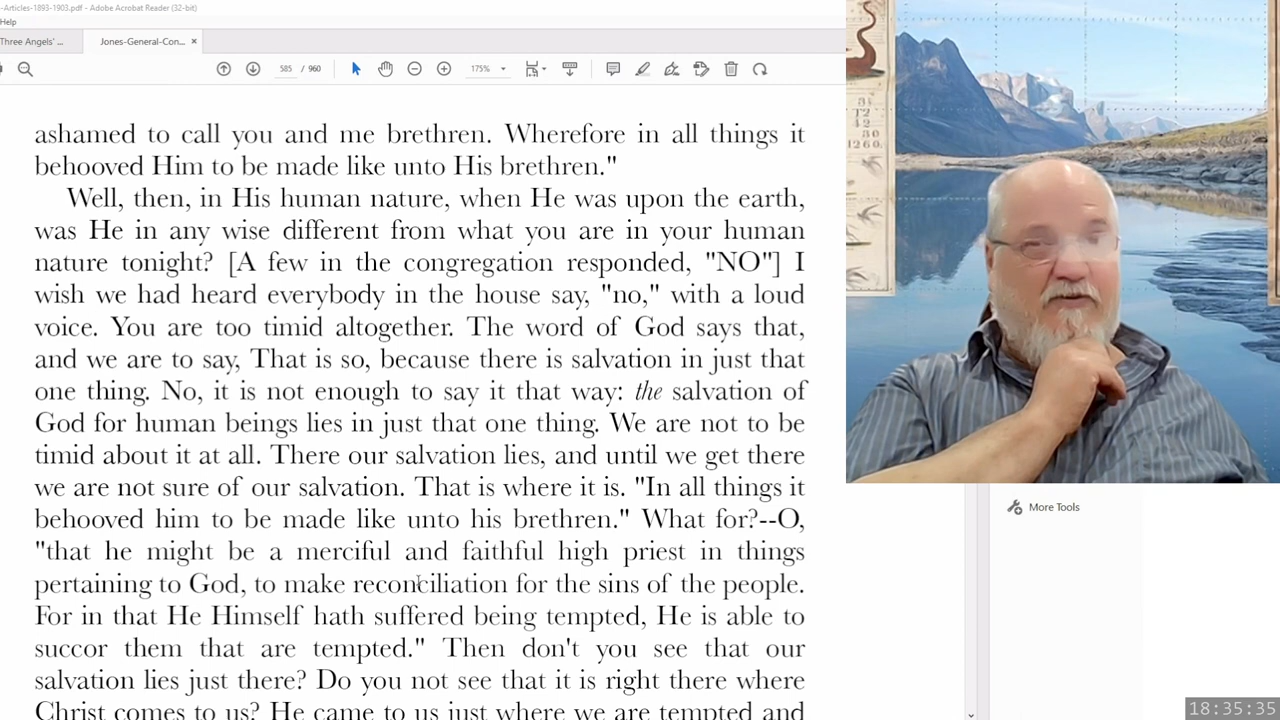 -Articles-1893-1903.pdf - Adobe Acrobat Reader (32-bit)
Help
Three Angels' ...
Jones-General-Con...
585
960
ashamed to call you and me brethren. Wherefore in all things it
behooved Him to be made like unto His brethren."
Well, then, in His human nature, when He was upon the earth,
was He in any wise different from what you are in your human
nature tonight? [A few in the congregation responded, "NO"] I
wish we had heard everybody in the house say, "no," with a loud
voice. You are too timid altogether. The word of God says that,
and we are to say, That is so, because there is salvation in just that
one thing. No, it is not enough to say it that way: the salvation of
God for human beings lies in just that one thing. We are not to be
timid about it at all. There our salvation lies, and until we get there
we are not sure of our salvation. That is where it is. "In all things it
behooved him to be made like unto his brethren." What for?--O,
"that he might be a merciful and faithful high priest in things
pertaining to God, to make reconciliation for the sins of the people.
For in that He Himself hath suffered being tempted, He is able to
succor them that are tempted." Then don't you see that our
salvation lies just there? Do you not see that it is right there where
Christ comes to us? He came to us just we are tempted and
1260
More Tools
18:35:35